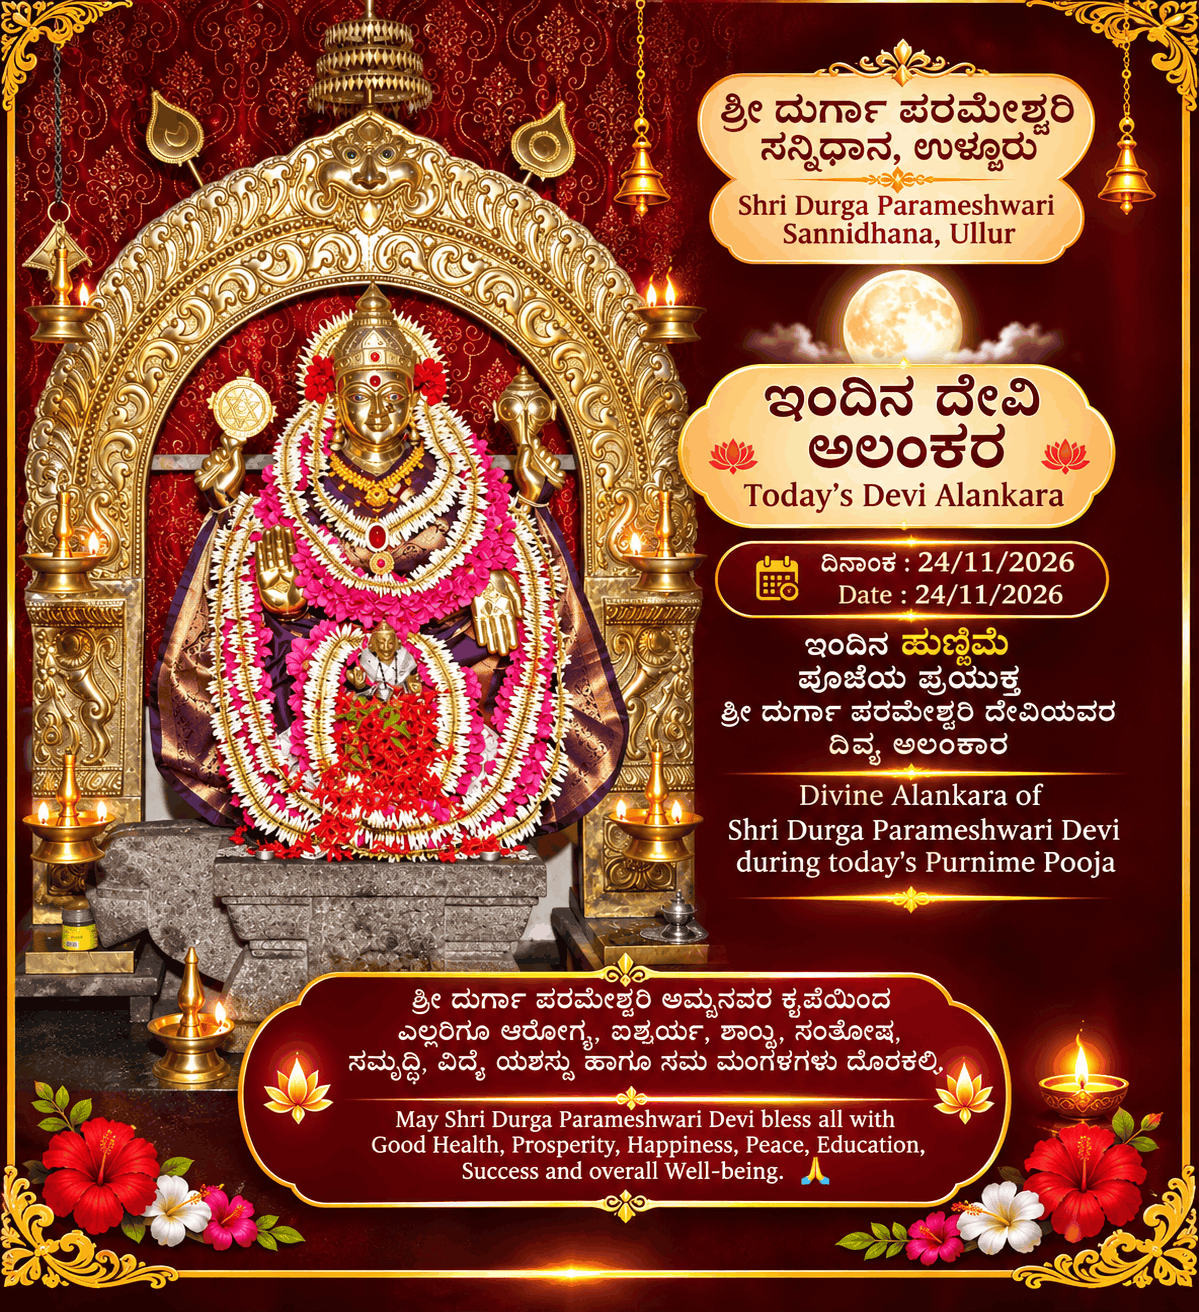 ಶ್ರೀ ದುರ್ಗಾ ಪರಮೇಶ್ವರಿ
ಸನ್ನಿಧಾನ, ಉಳ್ಳೂರು
Shri Durga Parameshwari
Sannidhana, Ullur
ಇಂದಿನ ದೇವಿ
ಅಲಂಕರ
Today's Devi Alankara
ದಿನಾಂಕ : 24/11/2026
Date : 24/11/2026
ಇಂದಿನ ಹುಣ್ಣಿಮೆ
ಪೂಜೆಯ ಪ್ರಯುಕ್ತ
ಶ್ರೀ ದುರ್ಗಾ ಪರಮೇಶ್ವರಿ ದೇವಿಯವರ
ದಿವ್ಯ ಅಲಂಕಾರ
Divine Alankara of
Shri Durga Parameshwari Devi
during today's Purnime Pooja
ಶ್ರೀ ದುರ್ಗಾ ಪರಮೇಶ್ವರಿ ಅಮ್ಮನವರ ಕೃಪೆಯಿಂದ
ಎಲ್ಲರಿಗೂ ಆರೋಗ್ಯ, ಐಶ್ವರ್ಯ, ಸಂತೋಷ,
ಸಮೃದ್ಧಿ, ವಿದ್ಯೆ ಯಶಸ್ಸು ಹಾಗೂ ಸಮ ಮಂಗಳಗಳು ದೊರಕಲಿ.
May Shri Durga Parameshwari Devi bless all with
Good Health, Prosperity, Happiness, Peace, Education,
Success and overall Well-being. 🙏